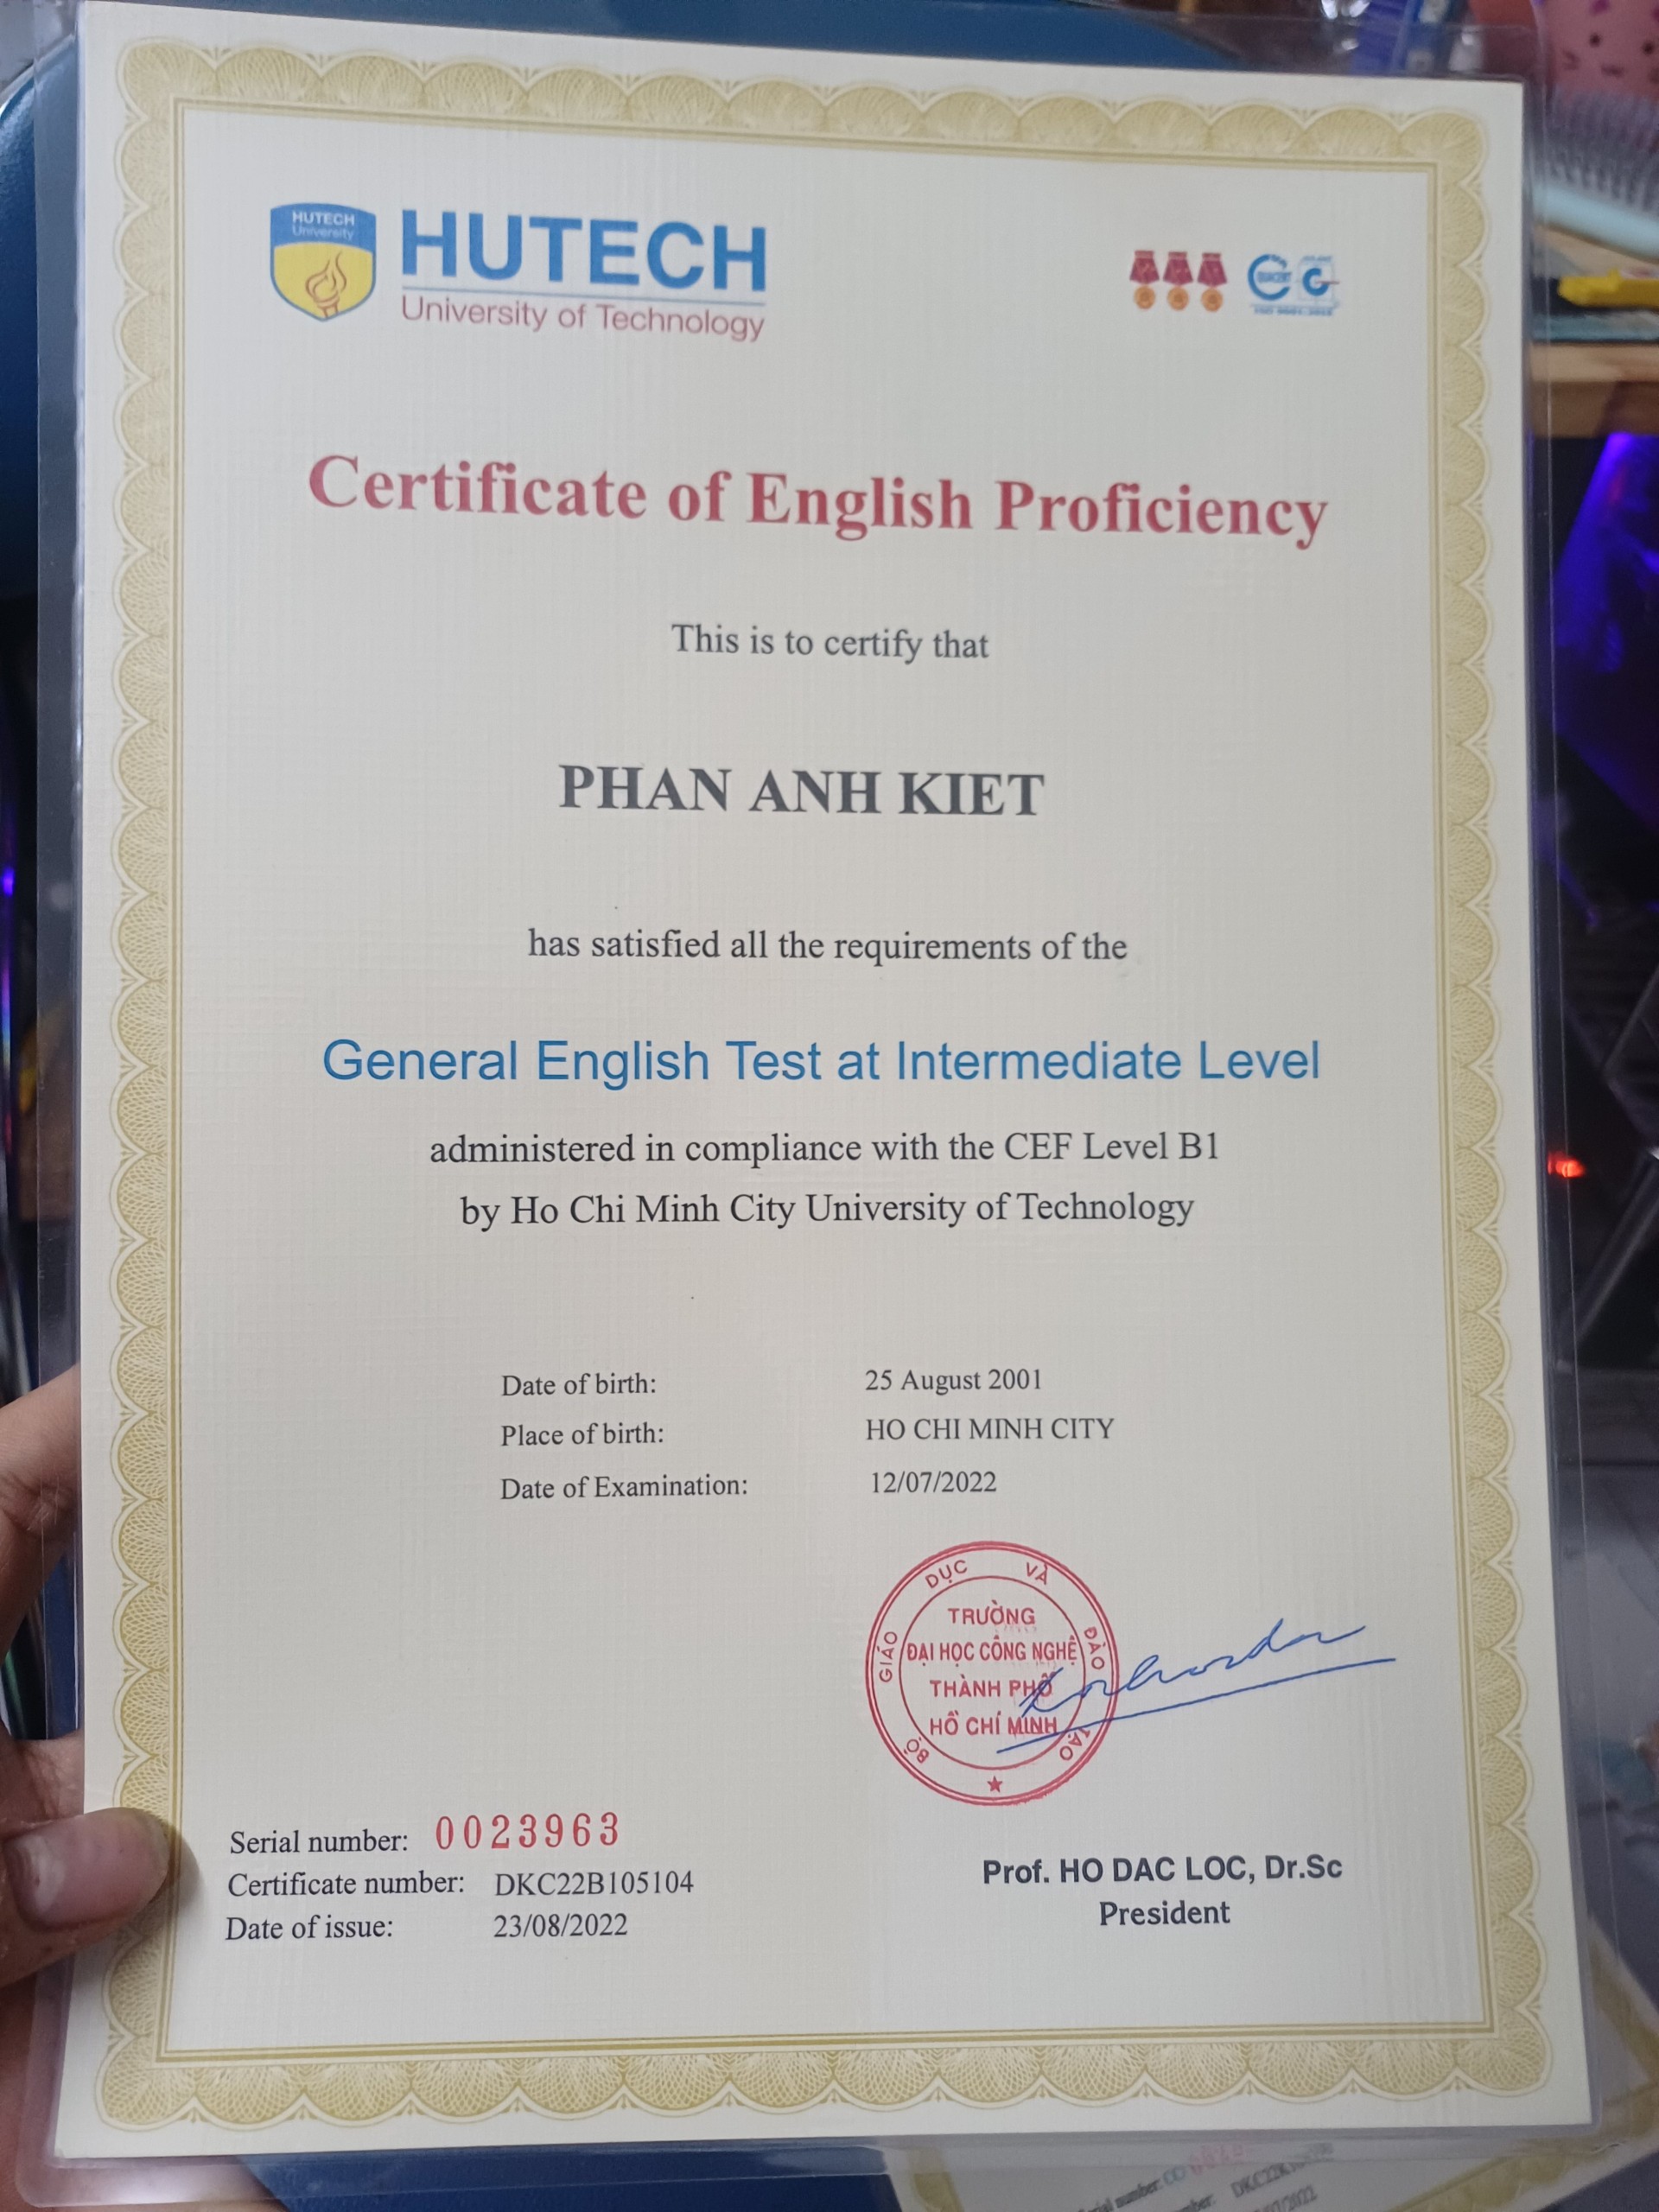 HUTECH
University
HUTECH
University of Technology
ISO 9001:2015
Certificate of English Proficiency
This is to certify that
PHAN ANH KIET
has satisfied all the requirements of the
General English Test at Intermediate Level
administered in compliance with the CEF Level B1
by Ho Chi Minh City University of Technology
Date of birth: 25 August 2001
Place of birth: HO CHI MINH CITY
Date of Examination: 12/07/2022
BỘ GIÁO DỤC VÀ ĐÀO TẠO
TRƯỜNG
ĐẠI HỌC CÔNG NGHỆ
THÀNH PHỐ
HỒ CHÍ MINH
Serial number: 0023963
Certificate number: DKC22B105104
Date of issue: 23/08/2022
Prof. HO DAC LOC, Dr.Sc
President